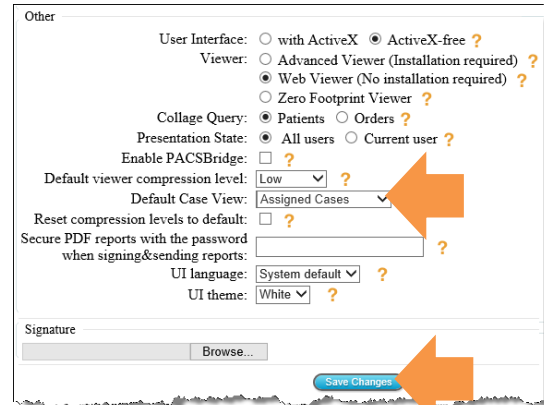 Other
User Interface: with ActiveX ActiveX-free ?
Viewer: Advanced Viewer (Installation required) ?
Web Viewer (No installation required) ?
Zero Footprint Viewer ?
Collage Query: Patients Orders ?
Presentation State: All users Current user ?
Enable PACSBridge: ?
Default viewer compression level: Low ?
Default Case View: Assigned Cases
Reset compression levels to default: ?
Secure PDF reports with the password
when signing&sending reports: ?
UI language: System default ?
UI theme: White ?
Signature
Browse...
Save Changes